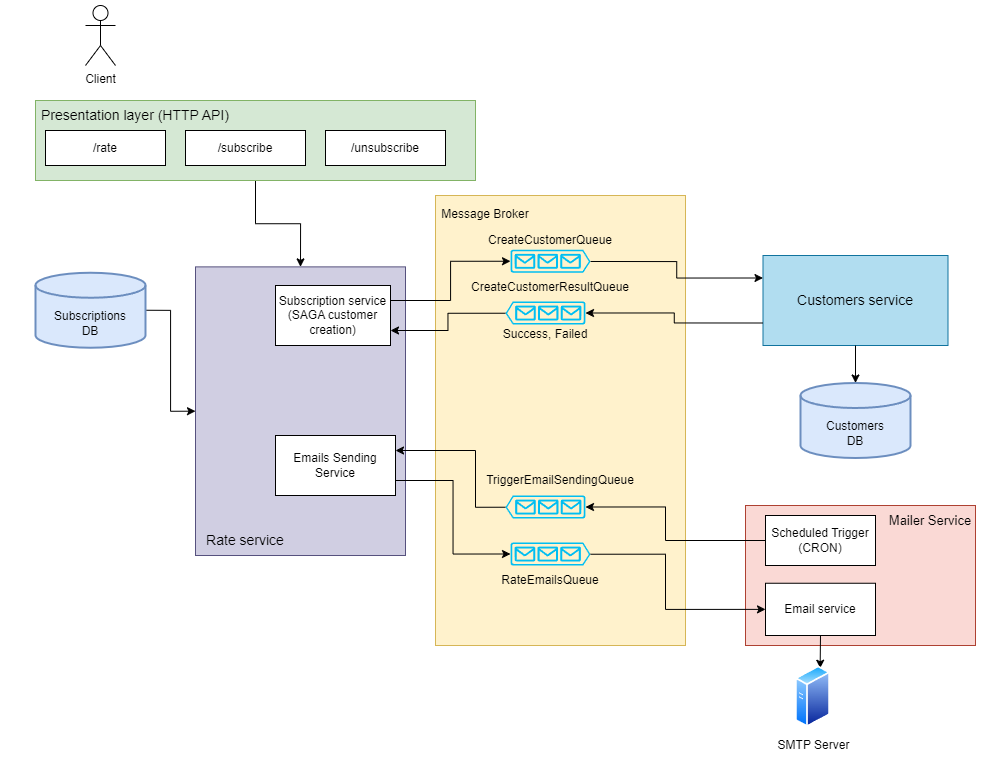 Client
Presentation layer (HTTP API)
/rate
/subscribe
/unsubscribe
Message Broker
CreateCustomerQueue
CreateCustomerResultQueue
Success, Failed
Subscription service
(SAGA customer
creation)
Customers service
Subscriptions
DB
Customers
DB
Emails Sending
Service
TriggerEmailSendingQueue
RateEmailsQueue
Rate service
Mailer Service
Scheduled Trigger
(CRON)
Email service
SMTP Server